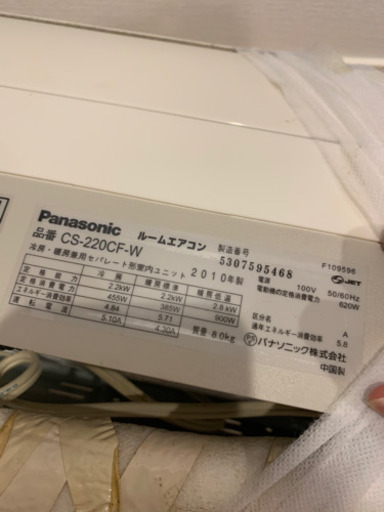 Panasonic ルームエアコン
品番 CS-220CF-W
製造番号
5307595468
F109596
冷房・暖房兼用セパレート形室内ユニット 2010年製
JET
電源 100V 50/60Hz
電動機の定格消費電力 620W
冷房 暖房標準 暖房低温
定格能力 2.2kW 2.2kW 2.8kW
消費電力 455W 385W 900W
エネルギー消費効率 4.84 5.71
運転電流 5.10A 4.30A
質量 8.0kg
区分名 A
通年エネルギー消費効率 5.8
パナソニック株式会社
中国製